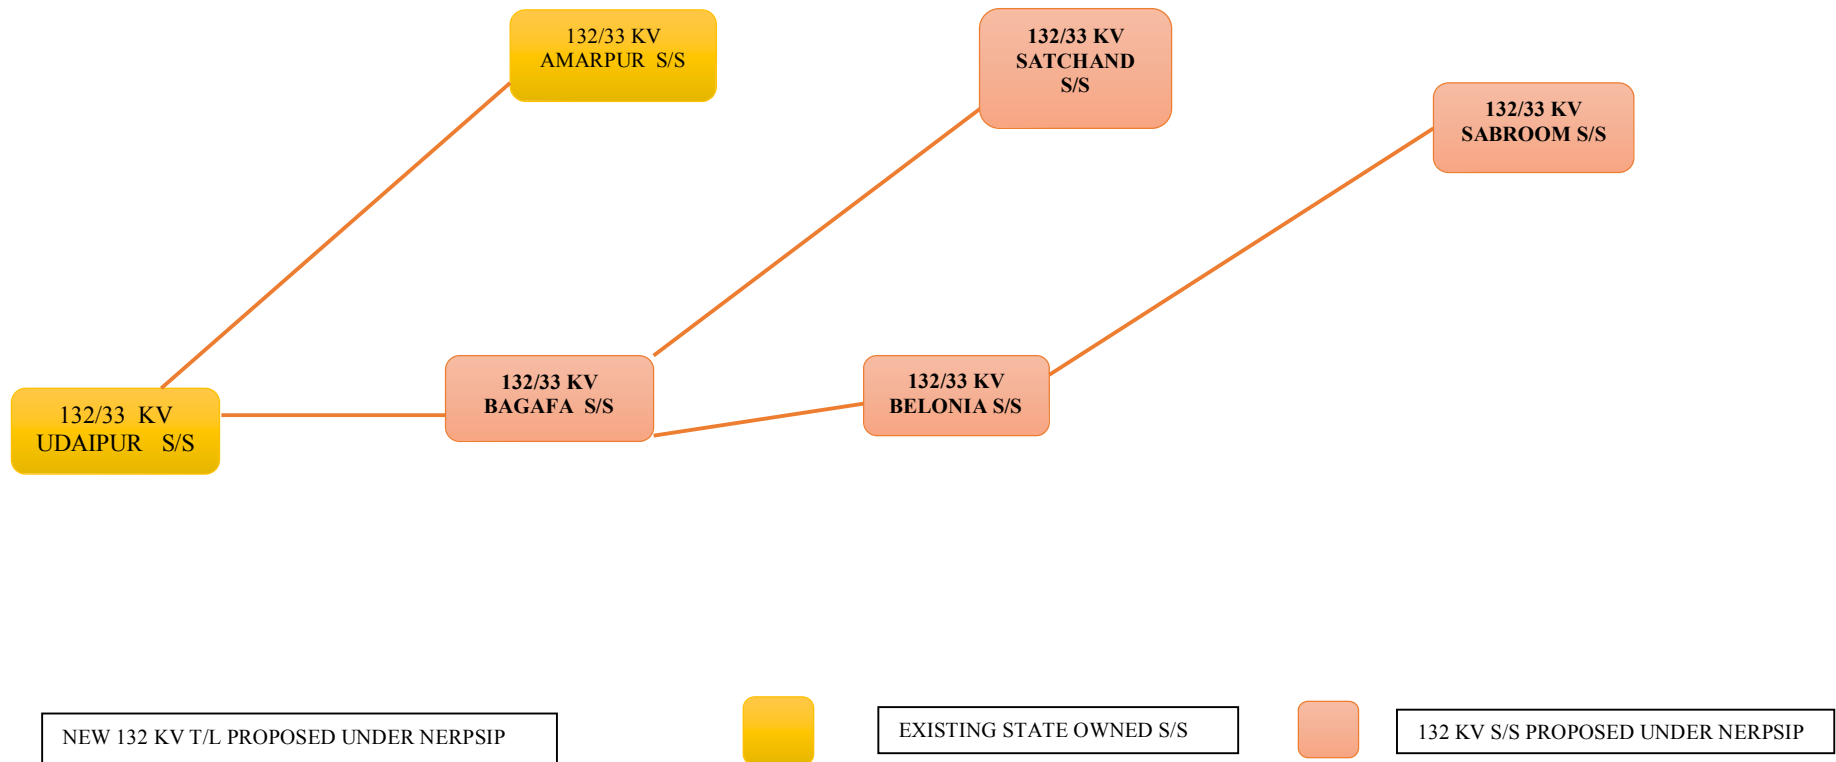 132/33 KV
AMARPUR S/S
132/33 KV
SATCHAND
S/S
132/33 KV
SABROOM S/S
132/33 KV
UDAIPUR S/S
132/33 KV
BAGAFA S/S
132/33 KV
BELONIA S/S
NEW 132 KV T/L PROPOSED UNDER NERPSIP
EXISTING STATE OWNED S/S
132 KV S/S PROPOSED UNDER NERPSIP